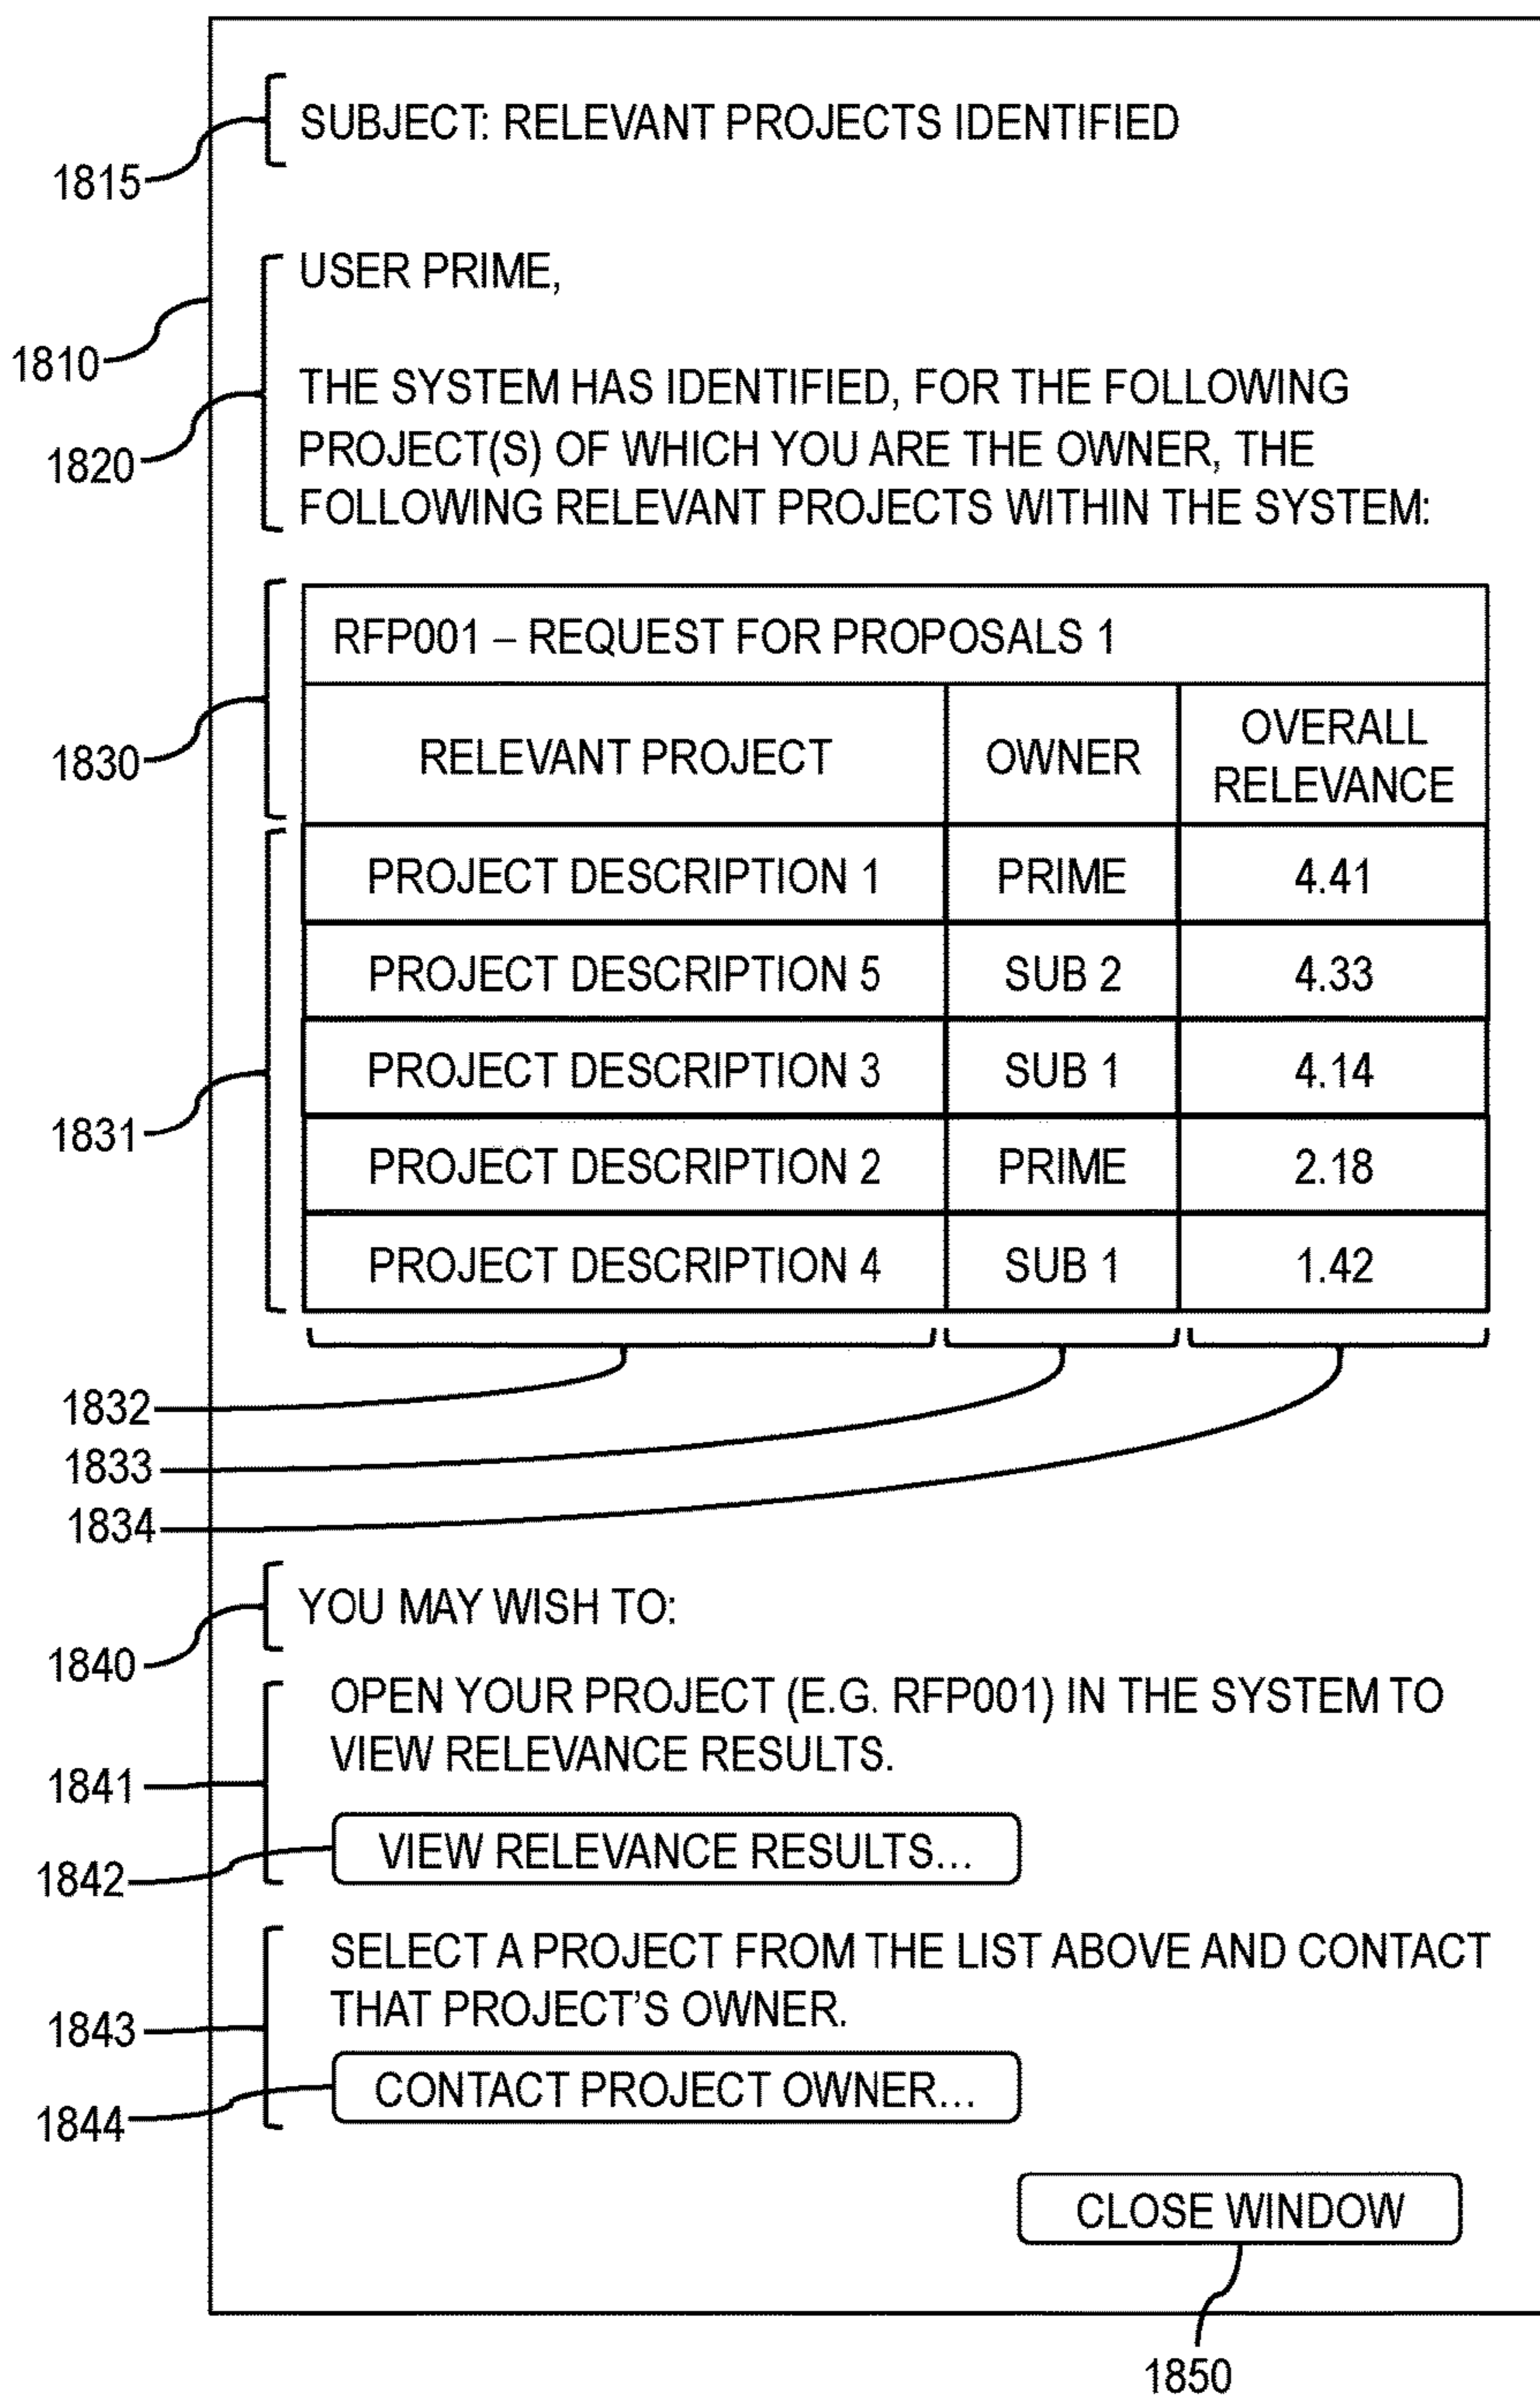 1815
SUBJECT: RELEVANT PROJECTS IDENTIFIED
1810
USER PRIME,
1820
THE SYSTEM HAS IDENTIFIED, FOR THE FOLLOWING
PROJECT(S) OF WHICH YOU ARE THE OWNER, THE
FOLLOWING RELEVANT PROJECTS WITHIN THE SYSTEM:
1830
RFP001 – REQUEST FOR PROPOSALS 1
RELEVANT PROJECT OWNER OVERALL RELEVANCE
1831
PROJECT DESCRIPTION 1 PRIME 4.41
PROJECT DESCRIPTION 5 SUB 2 4.33
PROJECT DESCRIPTION 3 SUB 1 4.14
PROJECT DESCRIPTION 2 PRIME 2.18
PROJECT DESCRIPTION 4 SUB 1 1.42
1832
1833
1834
1840
YOU MAY WISH TO:
1841
OPEN YOUR PROJECT (E.G. RFP001) IN THE SYSTEM TO
VIEW RELEVANCE RESULTS.
1842
VIEW RELEVANCE RESULTS...
1843
SELECT A PROJECT FROM THE LIST ABOVE AND CONTACT
THAT PROJECT’S OWNER.
1844
CONTACT PROJECT OWNER...
CLOSE WINDOW
1850